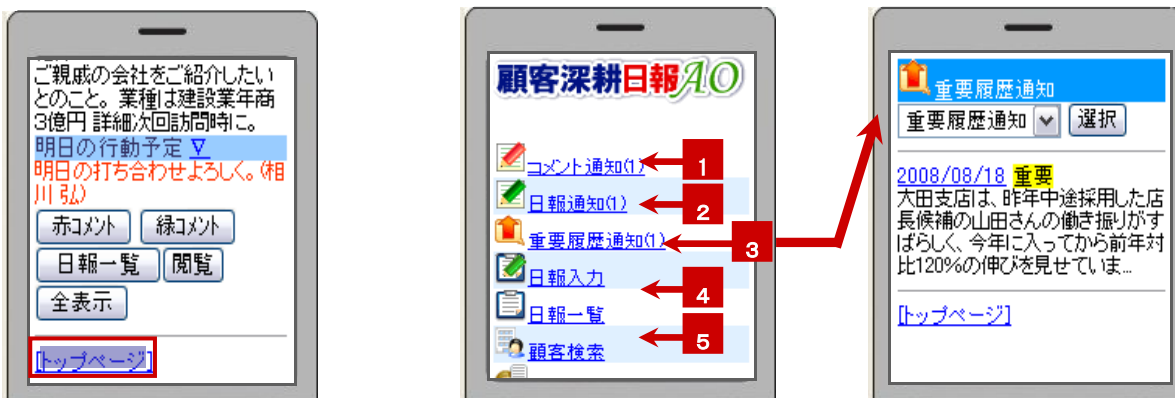 ご親戚の会社をご紹介したい
とのこと。業種は建設業年商
3億円 詳細次回訪問時に。
明日の行動予定 ∇
明日の打ち合わせよろしく。(相
川 弘)
赤コメント 緑コメント
日報一覧 閲覧
全表示
[トップページ]
顧客深耕日報AO
コメント通知(1)
1
日報通知(1)
2
重要履歴通知(1)
3
日報入力
4
日報一覧
5
顧客検索
重要履歴通知
重要履歴通知 選択
2008/08/18 重要
大田支店は、昨年中途採用した店
長候補の山田さんの働き振りがす
ばらしく、今年に入ってから前年対
比120%の伸びを見せていま...
[トップページ]